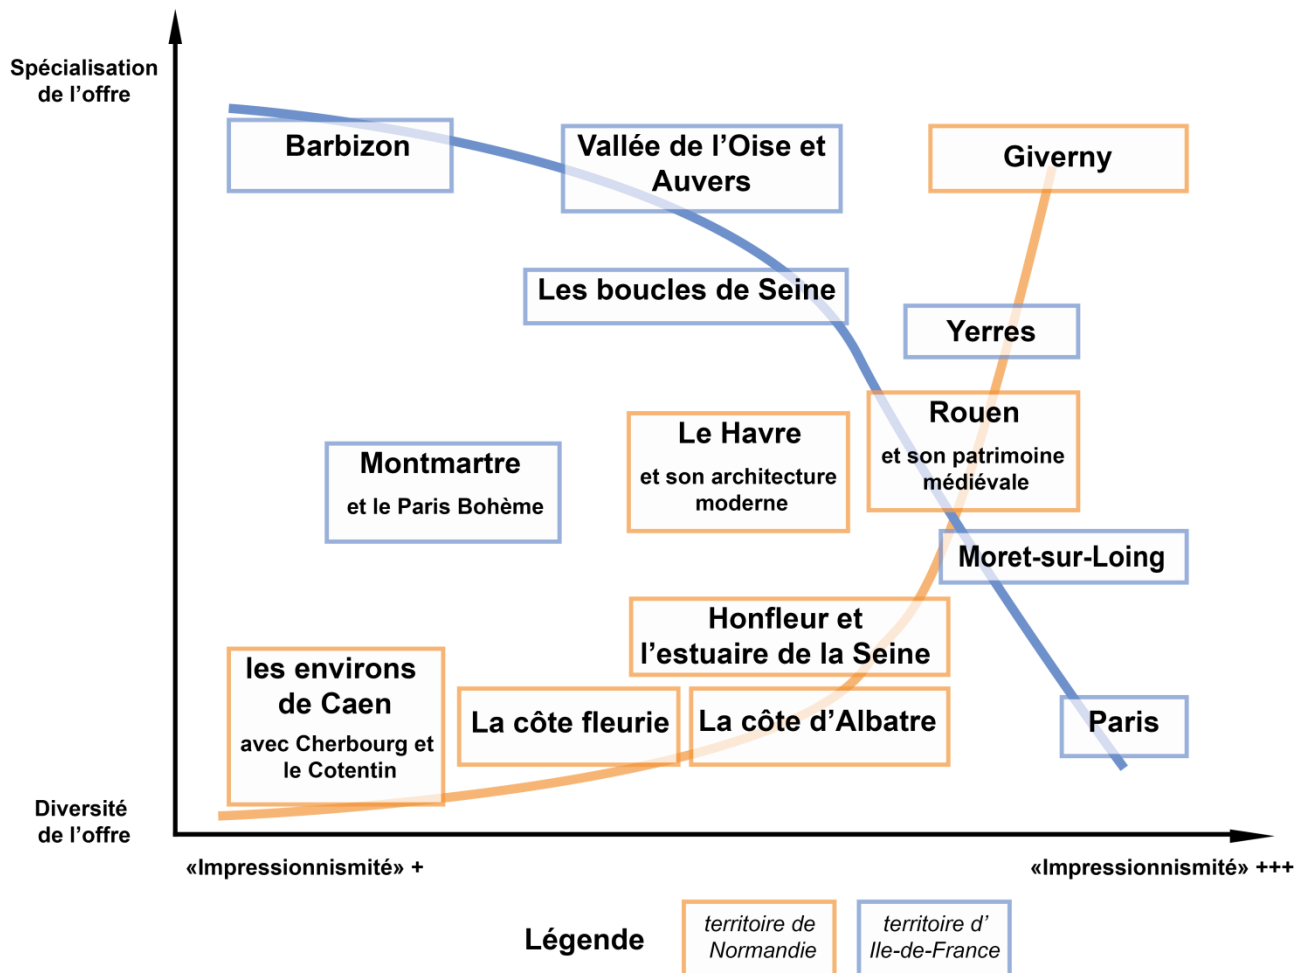 Spécialisation
de l'offre
Barbizon
Vallée de l'Oise et
Auvers
Giverny
Les boucles de Seine
Yerres
Rouen
et son patrimoine
médiévale
Le Havre
et son architecture
moderne
Montmartre
et le Paris Bohème
Moret-sur-Loing
Honfleur et
l'estuaire de la Seine
les environs
de Caen
avec Cherbourg et
le Cotentin
La côte fleurie
La côte d'Albatre
Paris
Diversité
de l'offre
«Impressionnismité» +
«Impressionnismité» +++
Légende
territoire de
Normandie
territoire d'
Ile-de-France